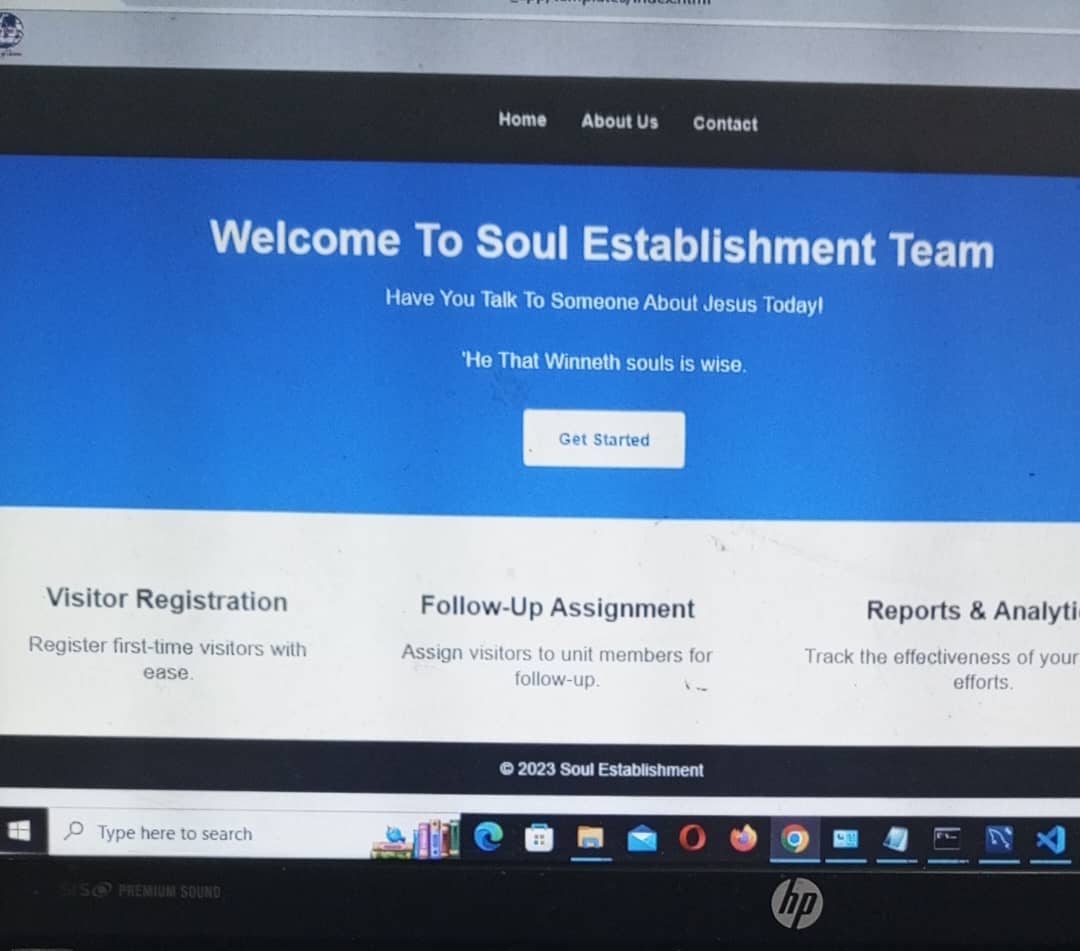 Home About Us Contact
Welcome To Soul Establishment Team
Have You Talk To Someone About Jesus Today!
'He That Winneth souls is wise.
Get Started
Visitor Registration
Register first-time visitors with
ease.
Follow-Up Assignment
Assign visitors to unit members for
follow-up.
Reports & Analyti
Track the effectiveness of your
efforts.
© 2023 Soul Establishment
Type here to search
PREMIUM SOUND
hp